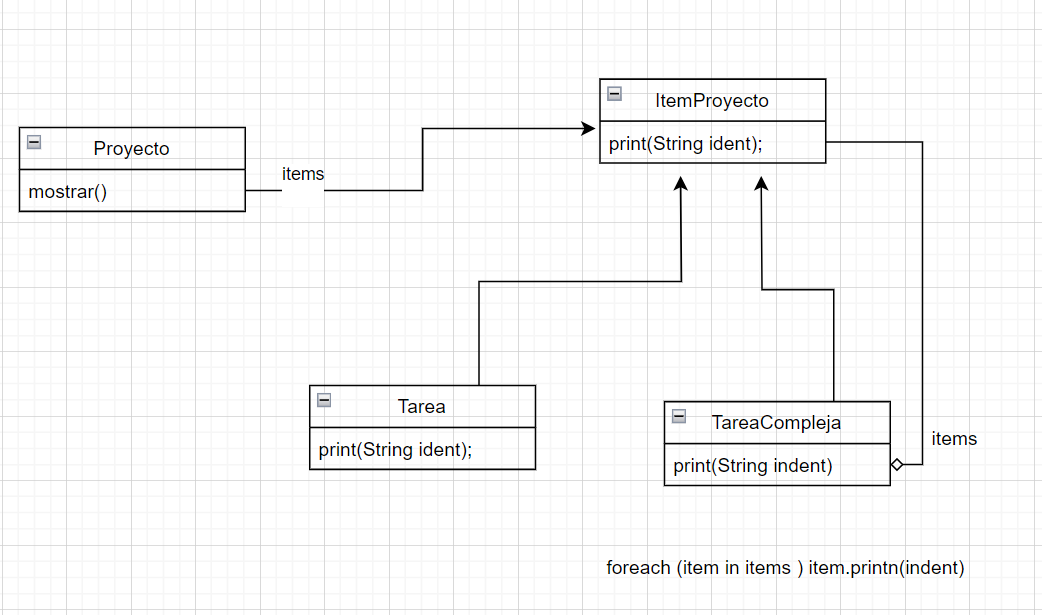 ItemProyecto
print(String ident);
Proyecto
mostrar()
items
Tarea
print(String ident);
TareaCompleja
print(String indent)
items
foreach (item in items ) item.printn(indent)